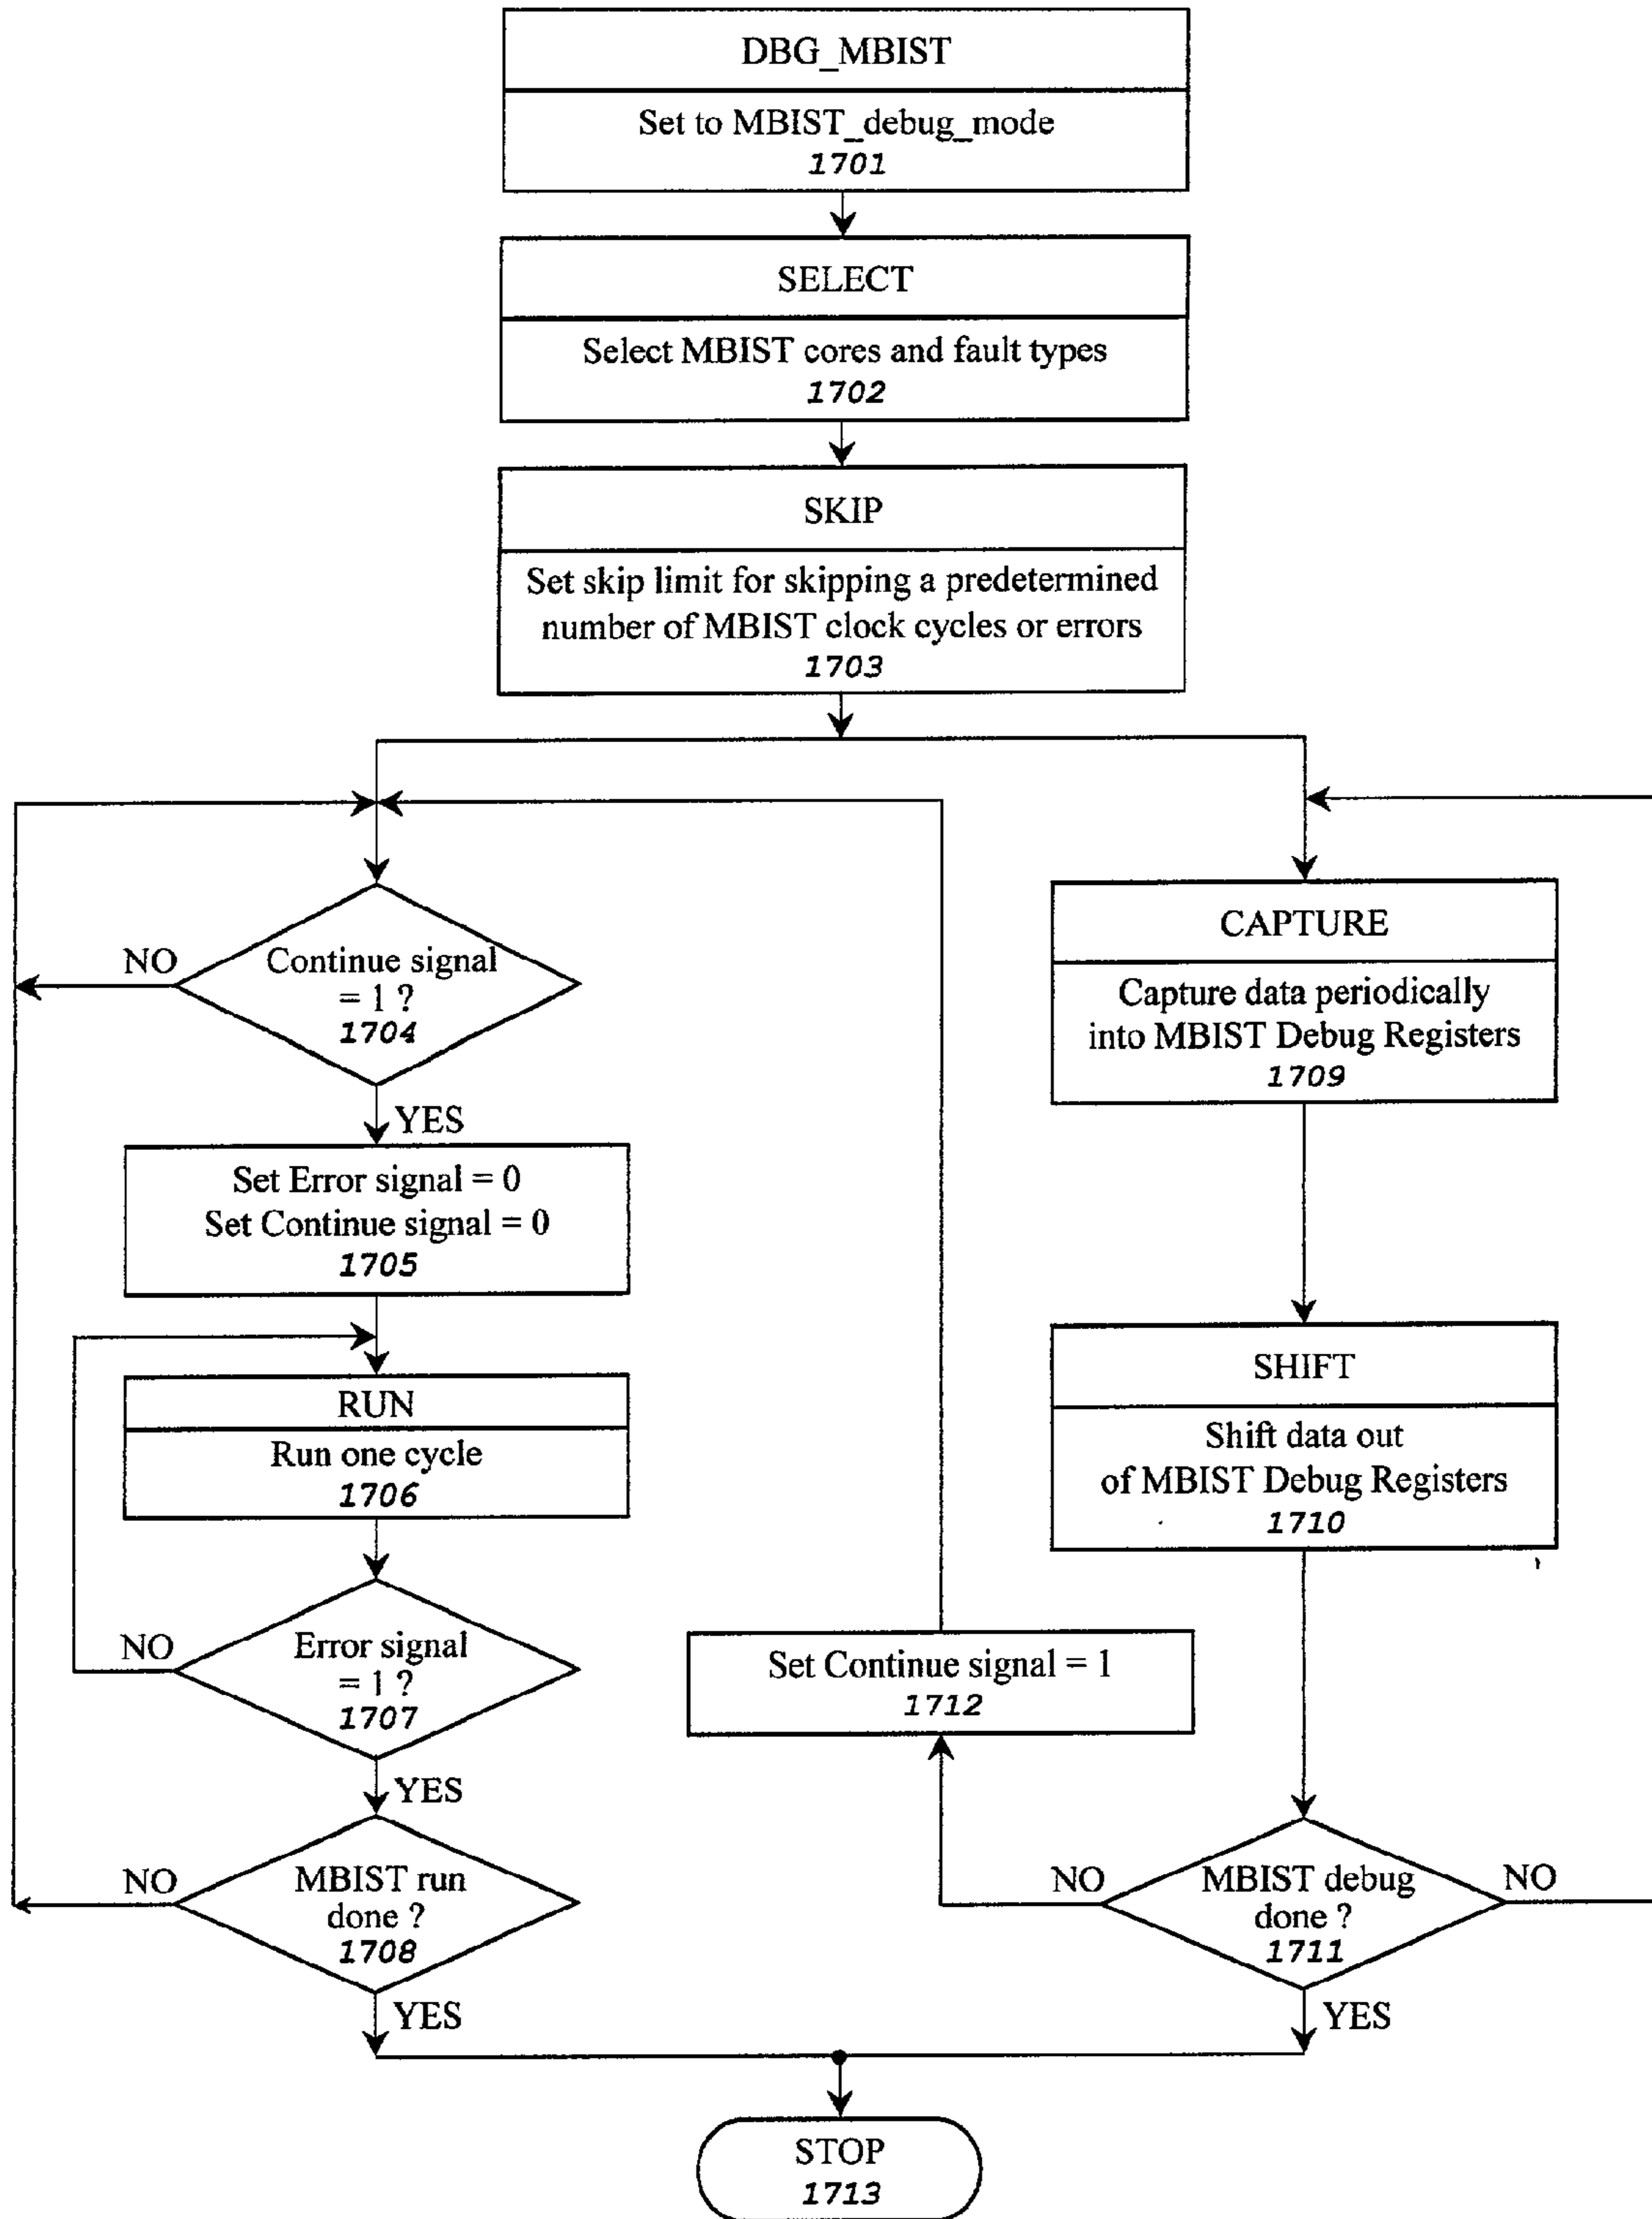 DBG_MBIST
Set to MBIST_debug_mode
1701
SELECT
Select MBIST cores and fault types
1702
SKIP
Set skip limit for skipping a predetermined
number of MBIST clock cycles or errors
1703
NO
Continue signal
= 1 ?
1704
YES
Set Error signal = 0
Set Continue signal = 0
1705
RUN
Run one cycle
1706
NO
Error signal
= 1 ?
1707
YES
NO
MBIST run
done ?
1708
YES
CAPTURE
Capture data periodically
into MBIST Debug Registers
1709
SHIFT
Shift data out
of MBIST Debug Registers
1710
Set Continue signal = 1
1712
NO
MBIST debug
done ?
1711
NO
YES
STOP
1713